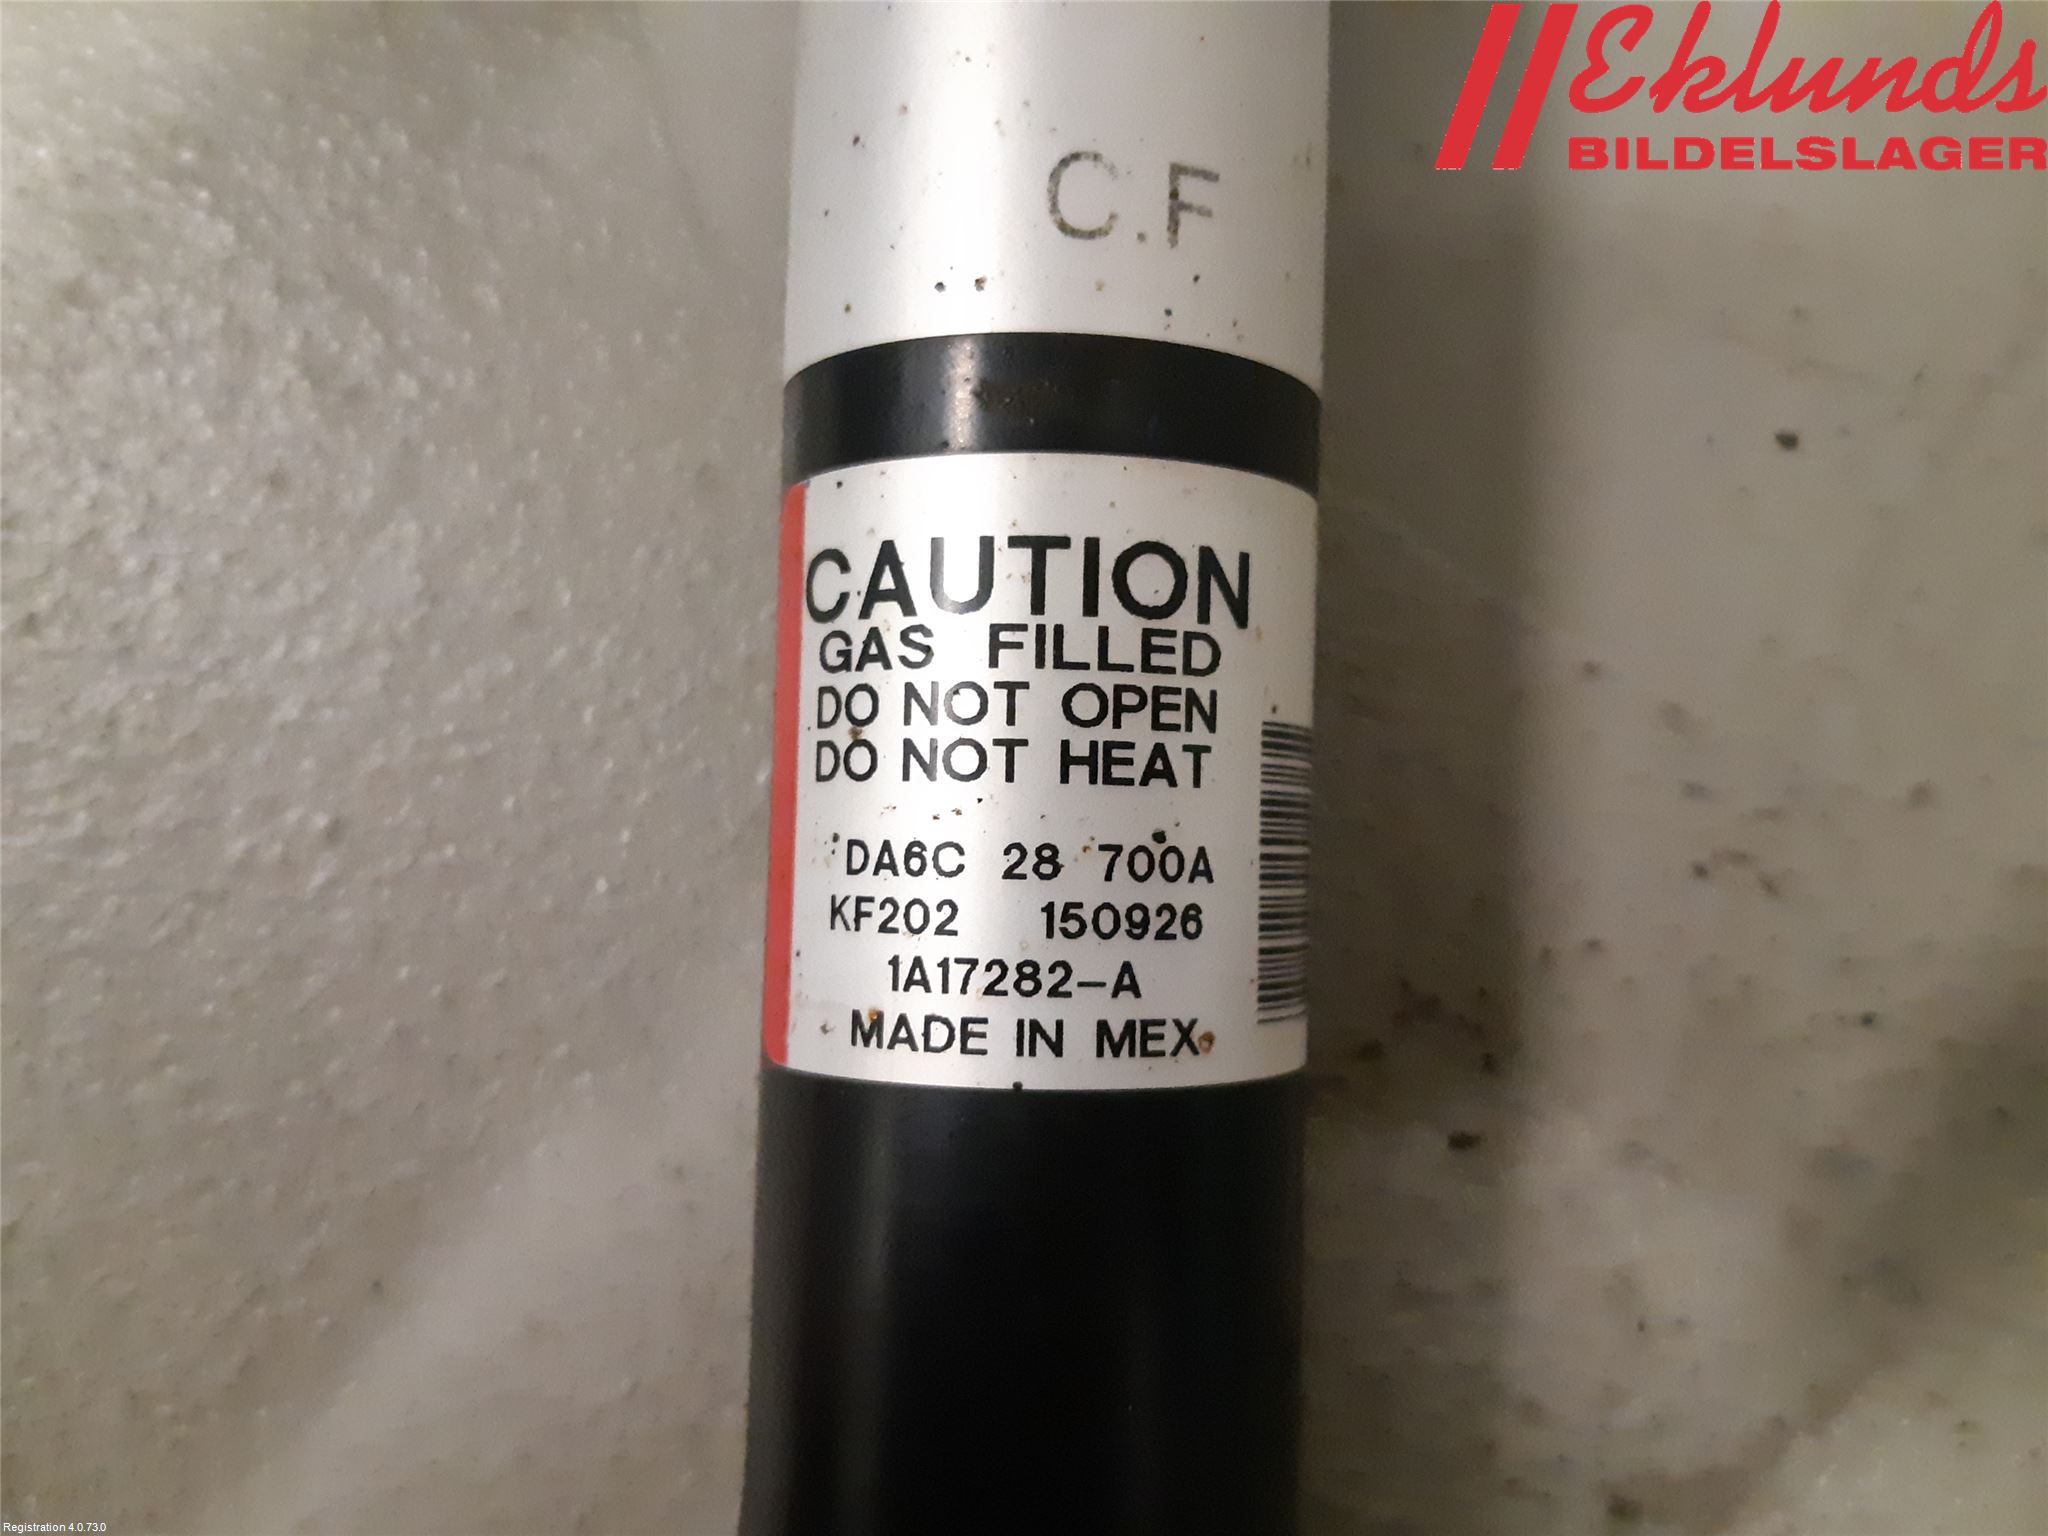 Eklunds
BILDELSLAGER
C.F
CAUTION
GAS FILLED
DO NOT OPEN
DO NOT HEAT
DA6C 28 700A
KF202 150926
1A17282-A
MADE IN MEX.
Registration 4.0.73.0